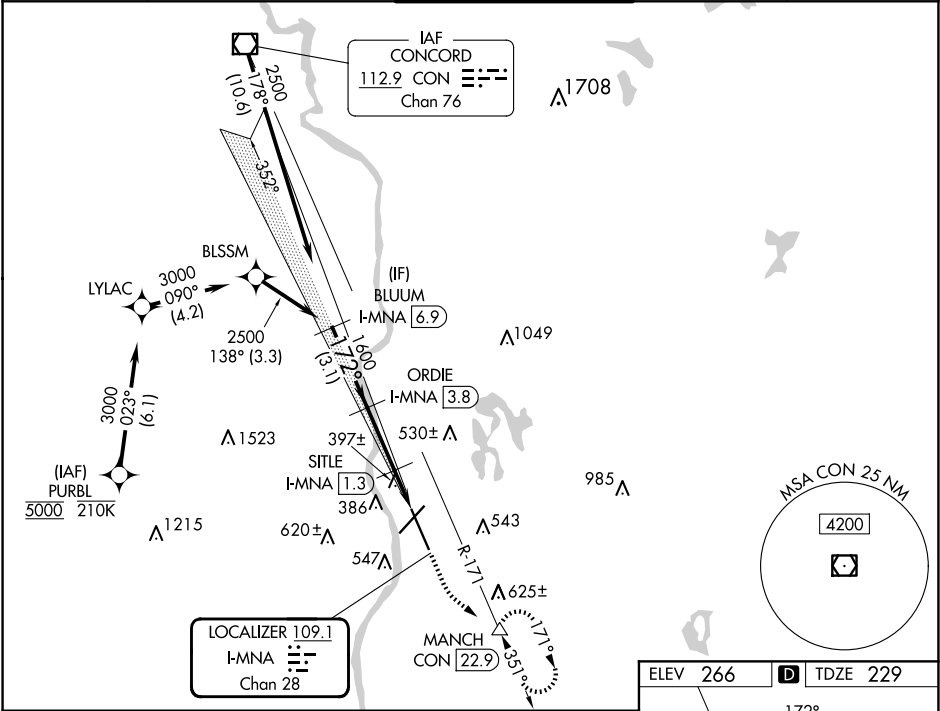 IAF
CONCORD
112.9 CON
Chan 76
1708
2500
178°
(10.6)
352°
BLSSM
LYLAC
3000
090°
(4.2)
(IF)
BLUUM
I-MNA 6.9
2500
138° (3.3)
1600
172°
(3.1)
1049
ORDIE
I-MNA 3.8
3000
023°
(6.1)
1523
397±
530±
SITLE
I-MNA 1.3
(IAF)
PURBL
5000 210K
985
MSA CON 25 NM
4200
386
1215
620±
543
547
R-171
625±
LOCALIZER 109.1
I-MNA
Chan 28
MANCH
CON 22.9
171°
351°
ELEV 266 D TDZE 229
172°